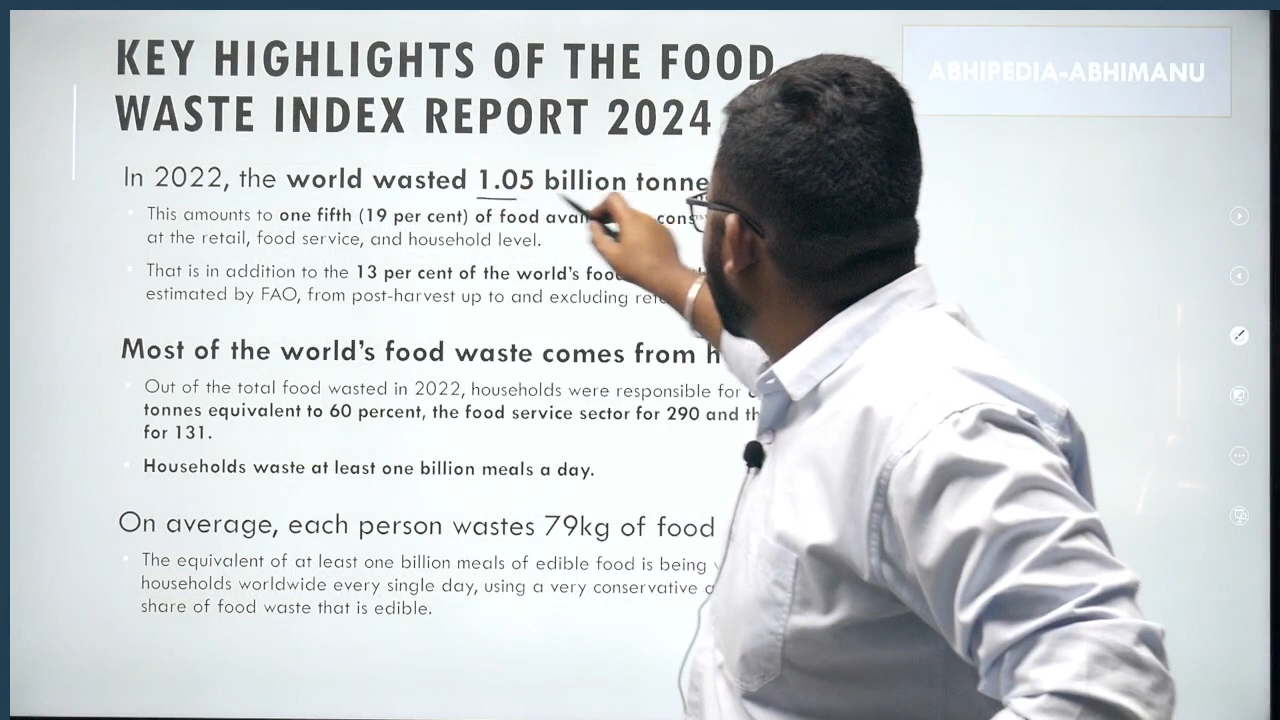 KEY HIGHLIGHTS OF THE FOOD
WASTE INDEX REPORT 2024
ABHIPEDIA-ABHIMANU
In 2022, the world wasted 1.05 billion tonne
This amounts to one fifth (19 per cent) of food
at the retail, food service, and household level.
That is in addition to the 13 per cent of the world's
estimated by FAO, from post-harvest up to and excluding
Most of the world's food waste comes from
Out of the total food wasted in 2022, households were responsible for
tonnes equivalent to 60 percent, the food service sector for 290 and
for 131.
Households waste at least one billion meals a day.
On average, each person wastes 79kg of food
The equivalent of at least one billion meals of edible food is being
households worldwide every single day, using a very conservative
share of food waste that is edible.